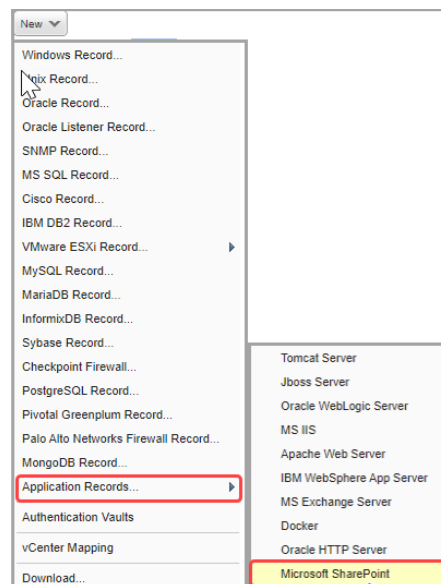 New
Windows Record...
Unix Record...
Oracle Record...
Oracle Listener Record...
SNMP Record...
MS SQL Record...
Cisco Record...
IBM DB2 Record...
VMware ESXi Record...
MySQL Record...
MariaDB Record...
InformixDB Record...
Sybase Record...
Checkpoint Firewall...
PostgreSQL Record...
Pivotal Greenplum Record...
Palo Alto Networks Firewall Record...
MongoDB Record...
Application Records...
Authentication Vaults
vCenter Mapping
Download...
Tomcat Server
Jboss Server
Oracle WebLogic Server
MS IIS
Apache Web Server
IBM WebSphere App Server
MS Exchange Server
Docker
Oracle HTTP Server
Microsoft SharePoint